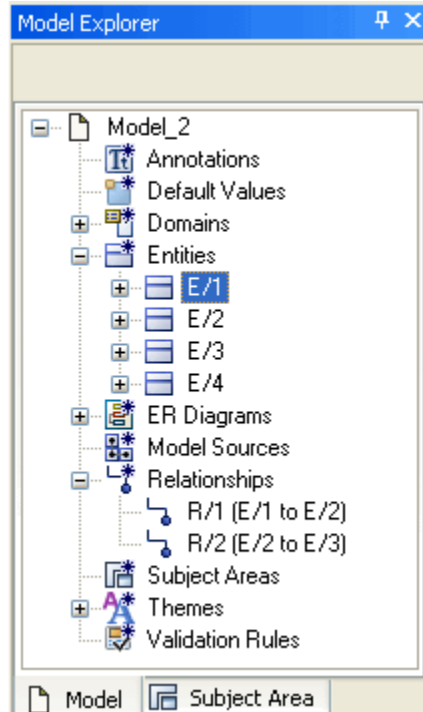 Model Explorer
Model_2
Annotations
Default Values
Domains
Entities
E/1
E/2
E/3
E/4
ER Diagrams
Model Sources
Relationships
R/1 (E/1 to E/2)
R/2 (E/2 to E/3)
Subject Areas
Themes
Validation Rules
Model Subject Area